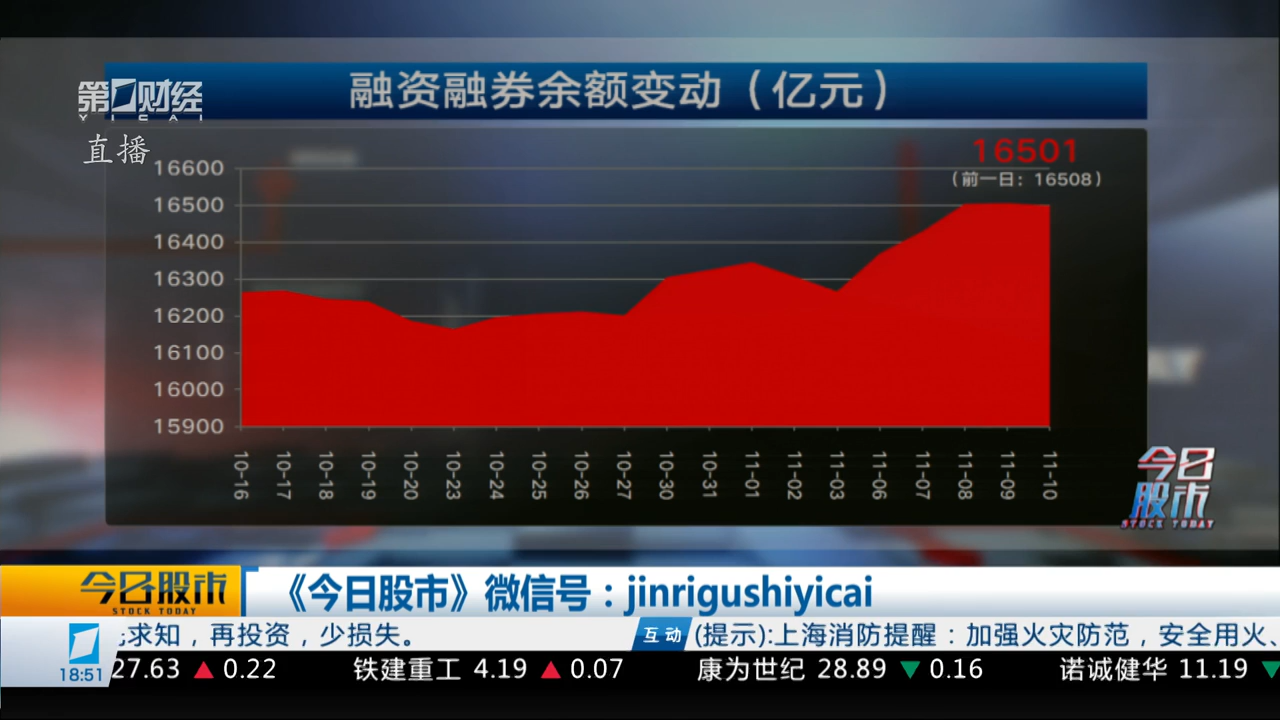 第一财经
YICAI
直播
融资融券余额变动（亿元）
16501
（前一日：16508）
16600
16500
16400
16300
16200
16100
16000
15900
10-16
10-17
10-18
10-19
10-20
10-23
10-24
10-25
10-26
10-27
10-30
10-31
11-01
11-02
11-03
11-06
11-07
11-08
11-09
11-10
今日股市
STOCK TODAY
今日股市
STOCK TODAY
《今日股市》微信号：jinrigushiyicai
求知，再投资，少损失。 互动 (提示):上海消防提醒：加强火灾防范，安全用火、
18:51
27.63 ▲ 0.22 铁建重工 4.19 ▲ 0.07 康为世纪 28.89 ▼ 0.16 诺诚健华 11.19 ▼